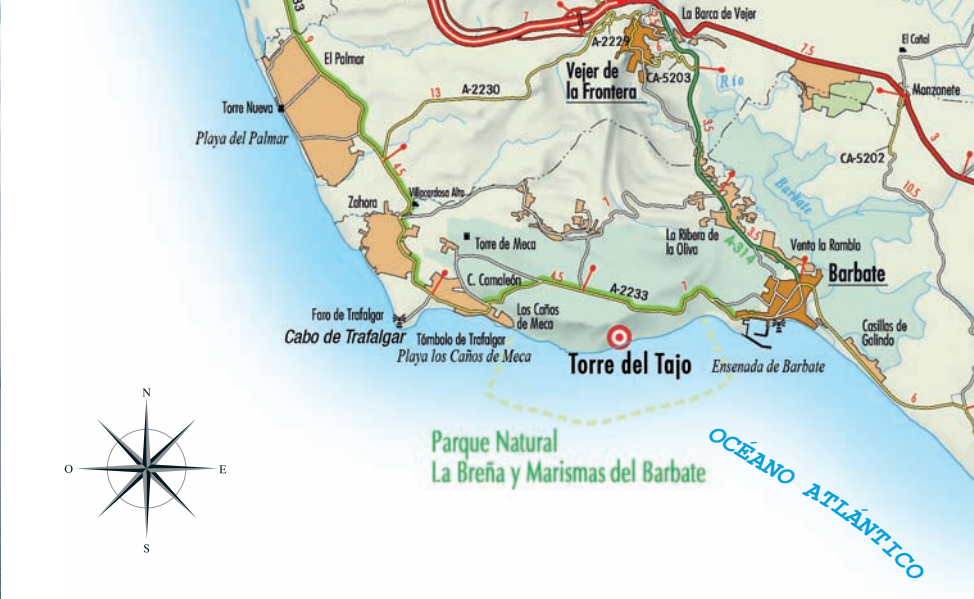 33
9
El Palmar
Torre Nueva
Playa del Palmar
7
A-2229
6
La Barca de Vejer
Vejer de
la Frontera
CA-5203
A-2230
13
4.5
Río
7.5
El Cañal
Manzanete
3
CA-5202
10.5
3.5
Barbate
Villacardosa Alta
Zahora
Torre de Meca
7
La Ribera de
la Oliva
A-314
3.5
Venta la Rambla
Barbate
C. Camaleón
4.5
A-2233
7
Faro de Trafalgar
Cabo de Trafalgar
Tómbolo de Trafalgar
Los Caños
de Meca
Playa los Caños de Meca
Torre del Tajo
Ensenada de Barbate
Casillas de
Galindo
6
Parque Natural
La Breña y Marismas del Barbate
OCÉANO ATLÁNTICO
N
O
E
S